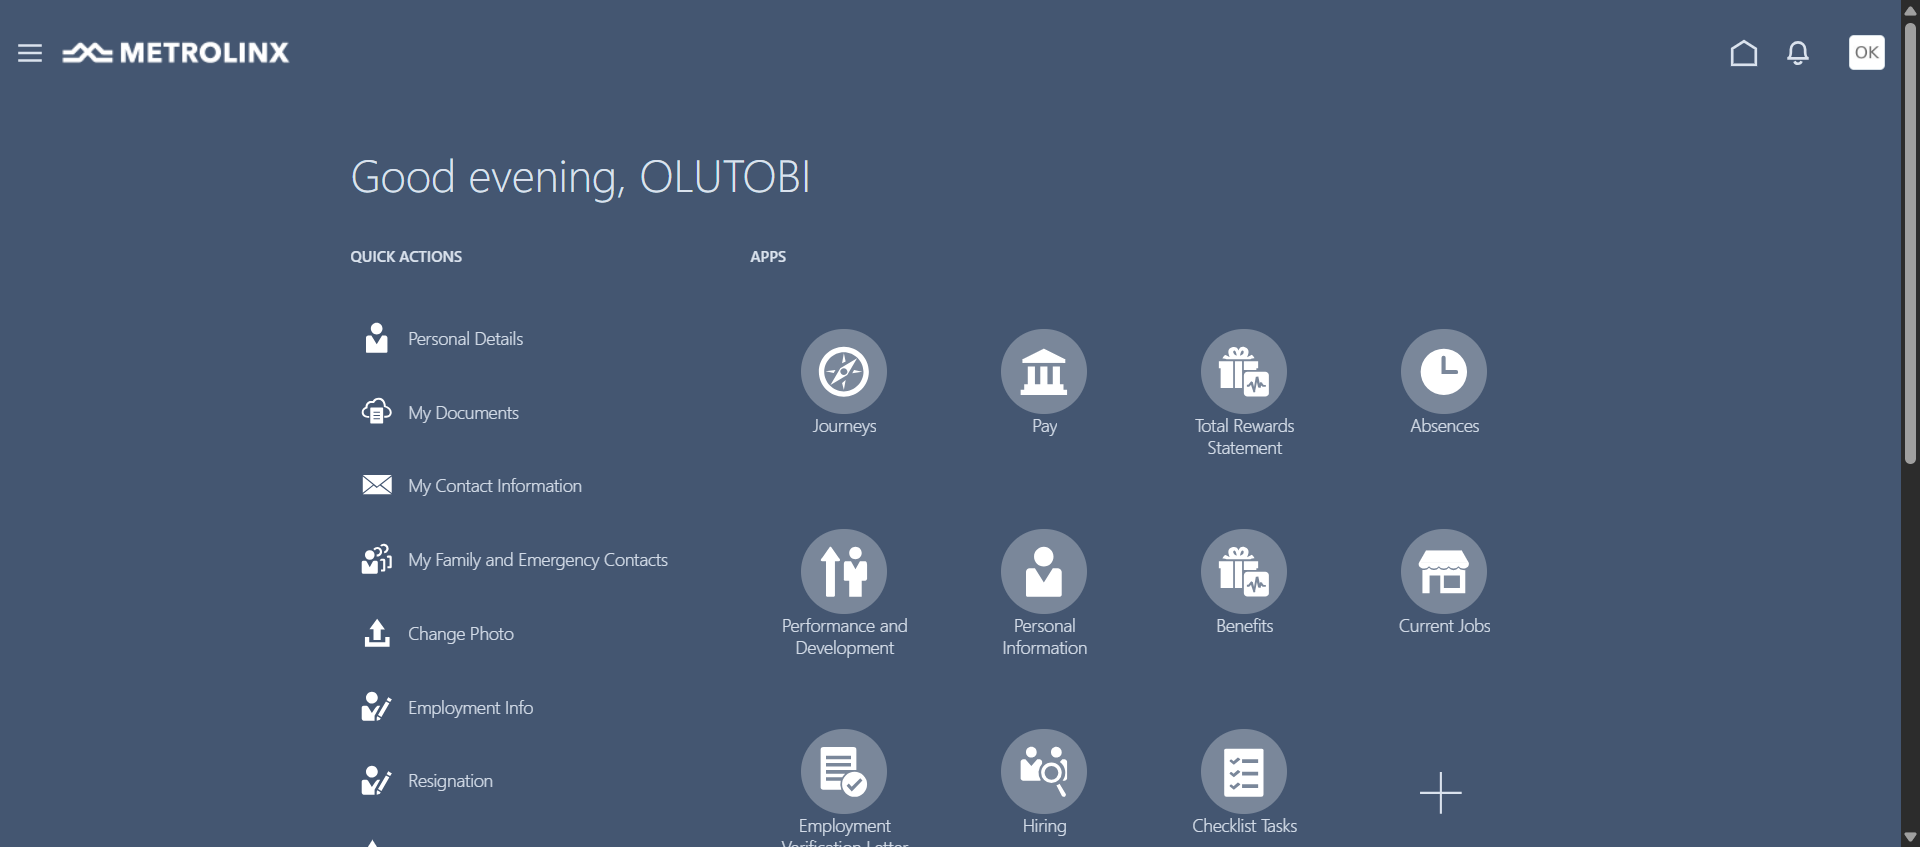 METROLINX
OK
Good evening, OLUTOBI
QUICK ACTIONS
Personal Details
My Documents
My Contact Information
My Family and Emergency Contacts
Change Photo
Employment Info
Resignation
APPS
Journeys
Pay
Total Rewards
Statement
Absences
Performance and
Development
Personal
Information
Benefits
Current Jobs
Employment
Verification Letter
Hiring
Checklist Tasks